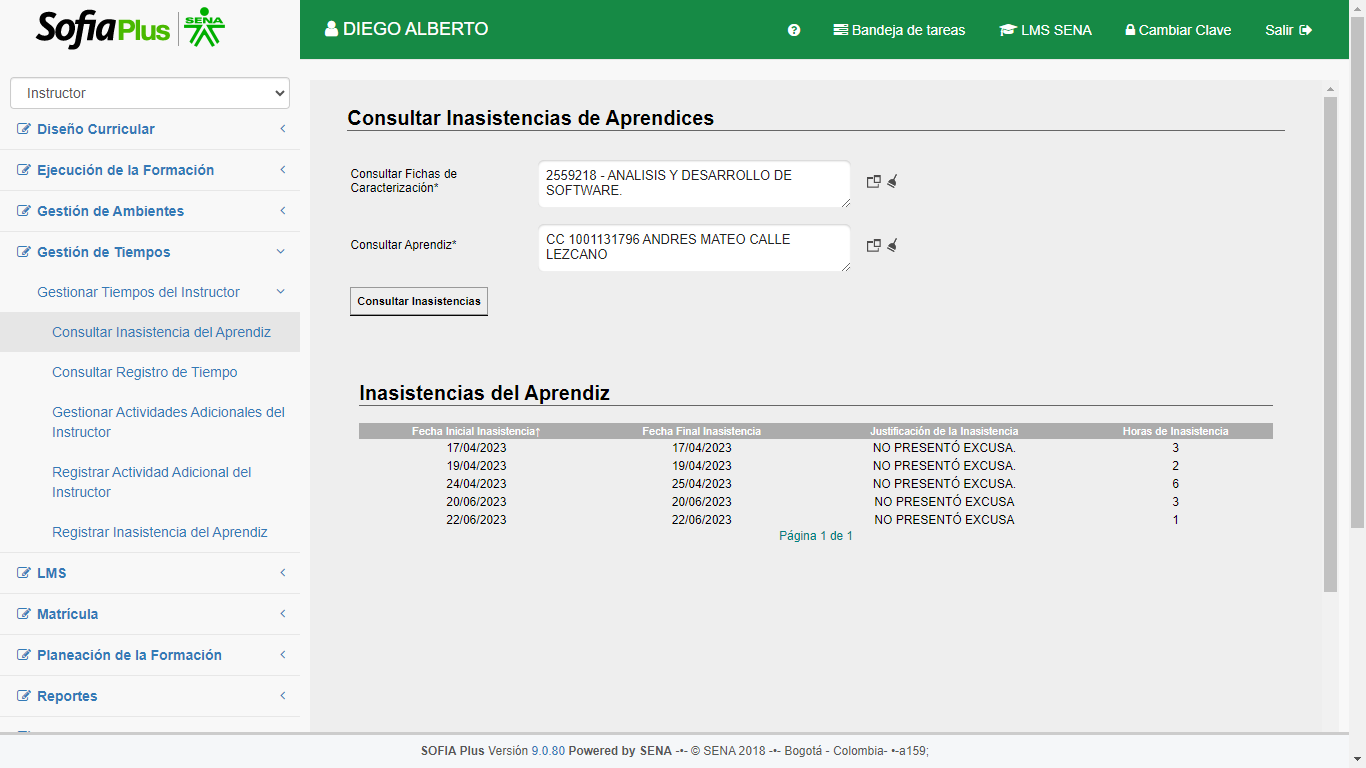 Sofia Plus SENA
DIEGO ALBERTO
Bandeja de tareas
LMS SENA
Cambiar Clave
Salir
Instructor
Diseño Curricular
Ejecución de la Formación
Gestión de Ambientes
Gestión de Tiempos
Gestionar Tiempos del Instructor
Consultar Inasistencia del Aprendiz
Consultar Registro de Tiempo
Gestionar Actividades Adicionales del
Instructor
Registrar Actividad Adicional del
Instructor
Registrar Inasistencia del Aprendiz
LMS
Matrícula
Planeación de la Formación
Reportes
Consultar Inasistencias de Aprendices
Consultar Fichas de
Caracterización*
2559218 - ANALISIS Y DESARROLLO DE
SOFTWARE.
Consultar Aprendiz*
CC 1001131796 ANDRES MATEO CALLE
LEZCANO
Consultar Inasistencias
Inasistencias del Aprendiz
Fecha Inicial Inasistencia↑ Fecha Final Inasistencia Justificación de la Inasistencia Horas de Inasistencia
17/04/2023 17/04/2023 NO PRESENTÓ EXCUSA. 3
19/04/2023 19/04/2023 NO PRESENTÓ EXCUSA. 2
24/04/2023 25/04/2023 NO PRESENTÓ EXCUSA. 6
20/06/2023 20/06/2023 NO PRESENTÓ EXCUSA 3
22/06/2023 22/06/2023 NO PRESENTÓ EXCUSA 1
Página 1 de 1
SOFIA Plus Versión 9.0.80 Powered by SENA -•- © SENA 2018 -•- Bogotá - Colombia- •-a159;